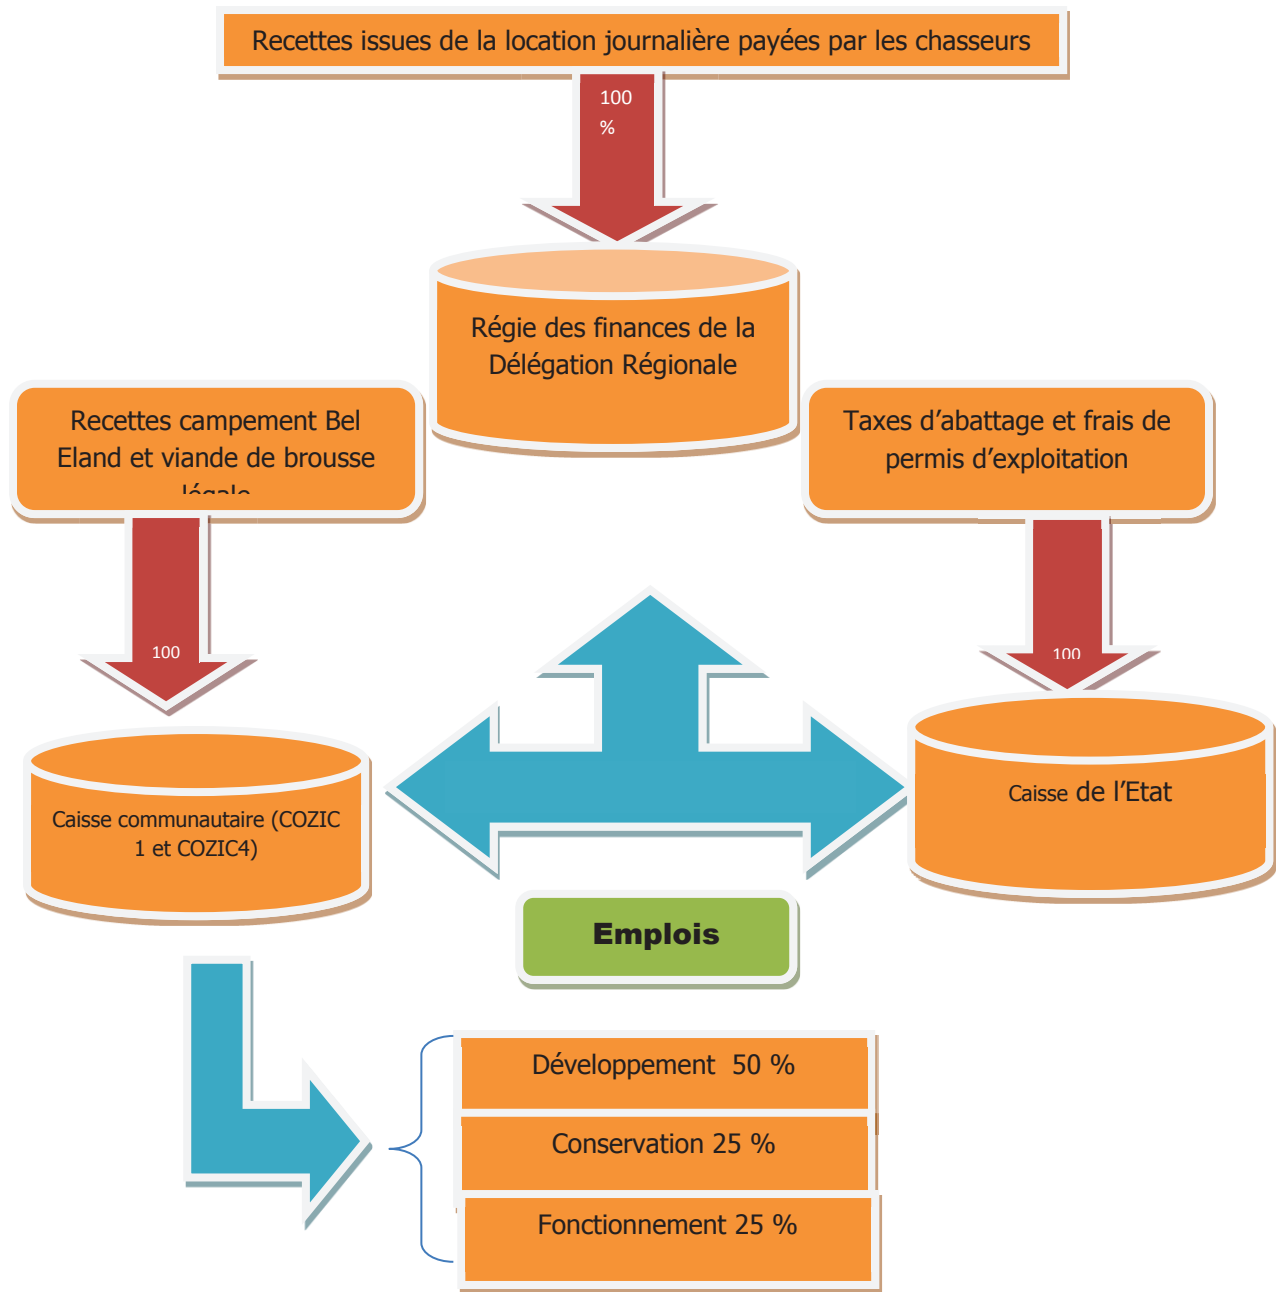 Recettes issues de la location journalière payées par les chasseurs
100
%
Régie des finances de la
Délégation Régionale
Recettes campement Bel
Eland et viande de brousse
légale
Taxes d’abattage et frais de
permis d’exploitation
100
100
Caisse communautaire (COZIC
1 et COZIC4)
Caisse de l’Etat
Emplois
Développement 50 %
Conservation 25 %
Fonctionnement 25 %